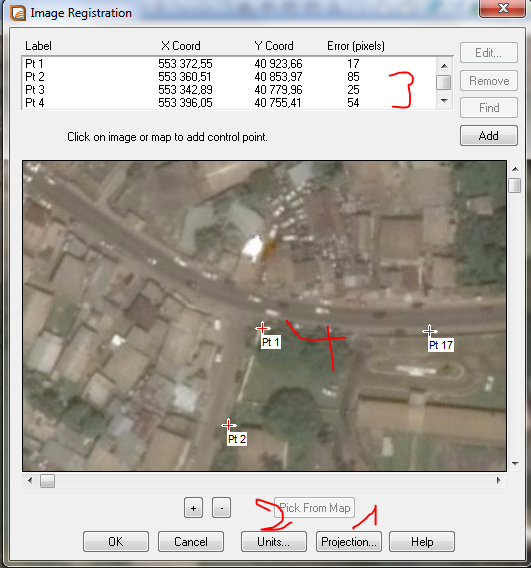 Image Registration
Label X Coord Y Coord Error (pixels)
Pt 1 553 372,55 40 923,66 17
Pt 2 553 360,51 40 853,97 85
Pt 3 553 342,89 40 779,96 25
Pt 4 553 396,05 40 755,41 54
3
Edit...
Remove
Find
Add
Click on image or map to add control point.
4
Pt 1
Pt 17
Pt 2
+ -
Pick From Map
2 1
OK Cancel Units... Projection... Help